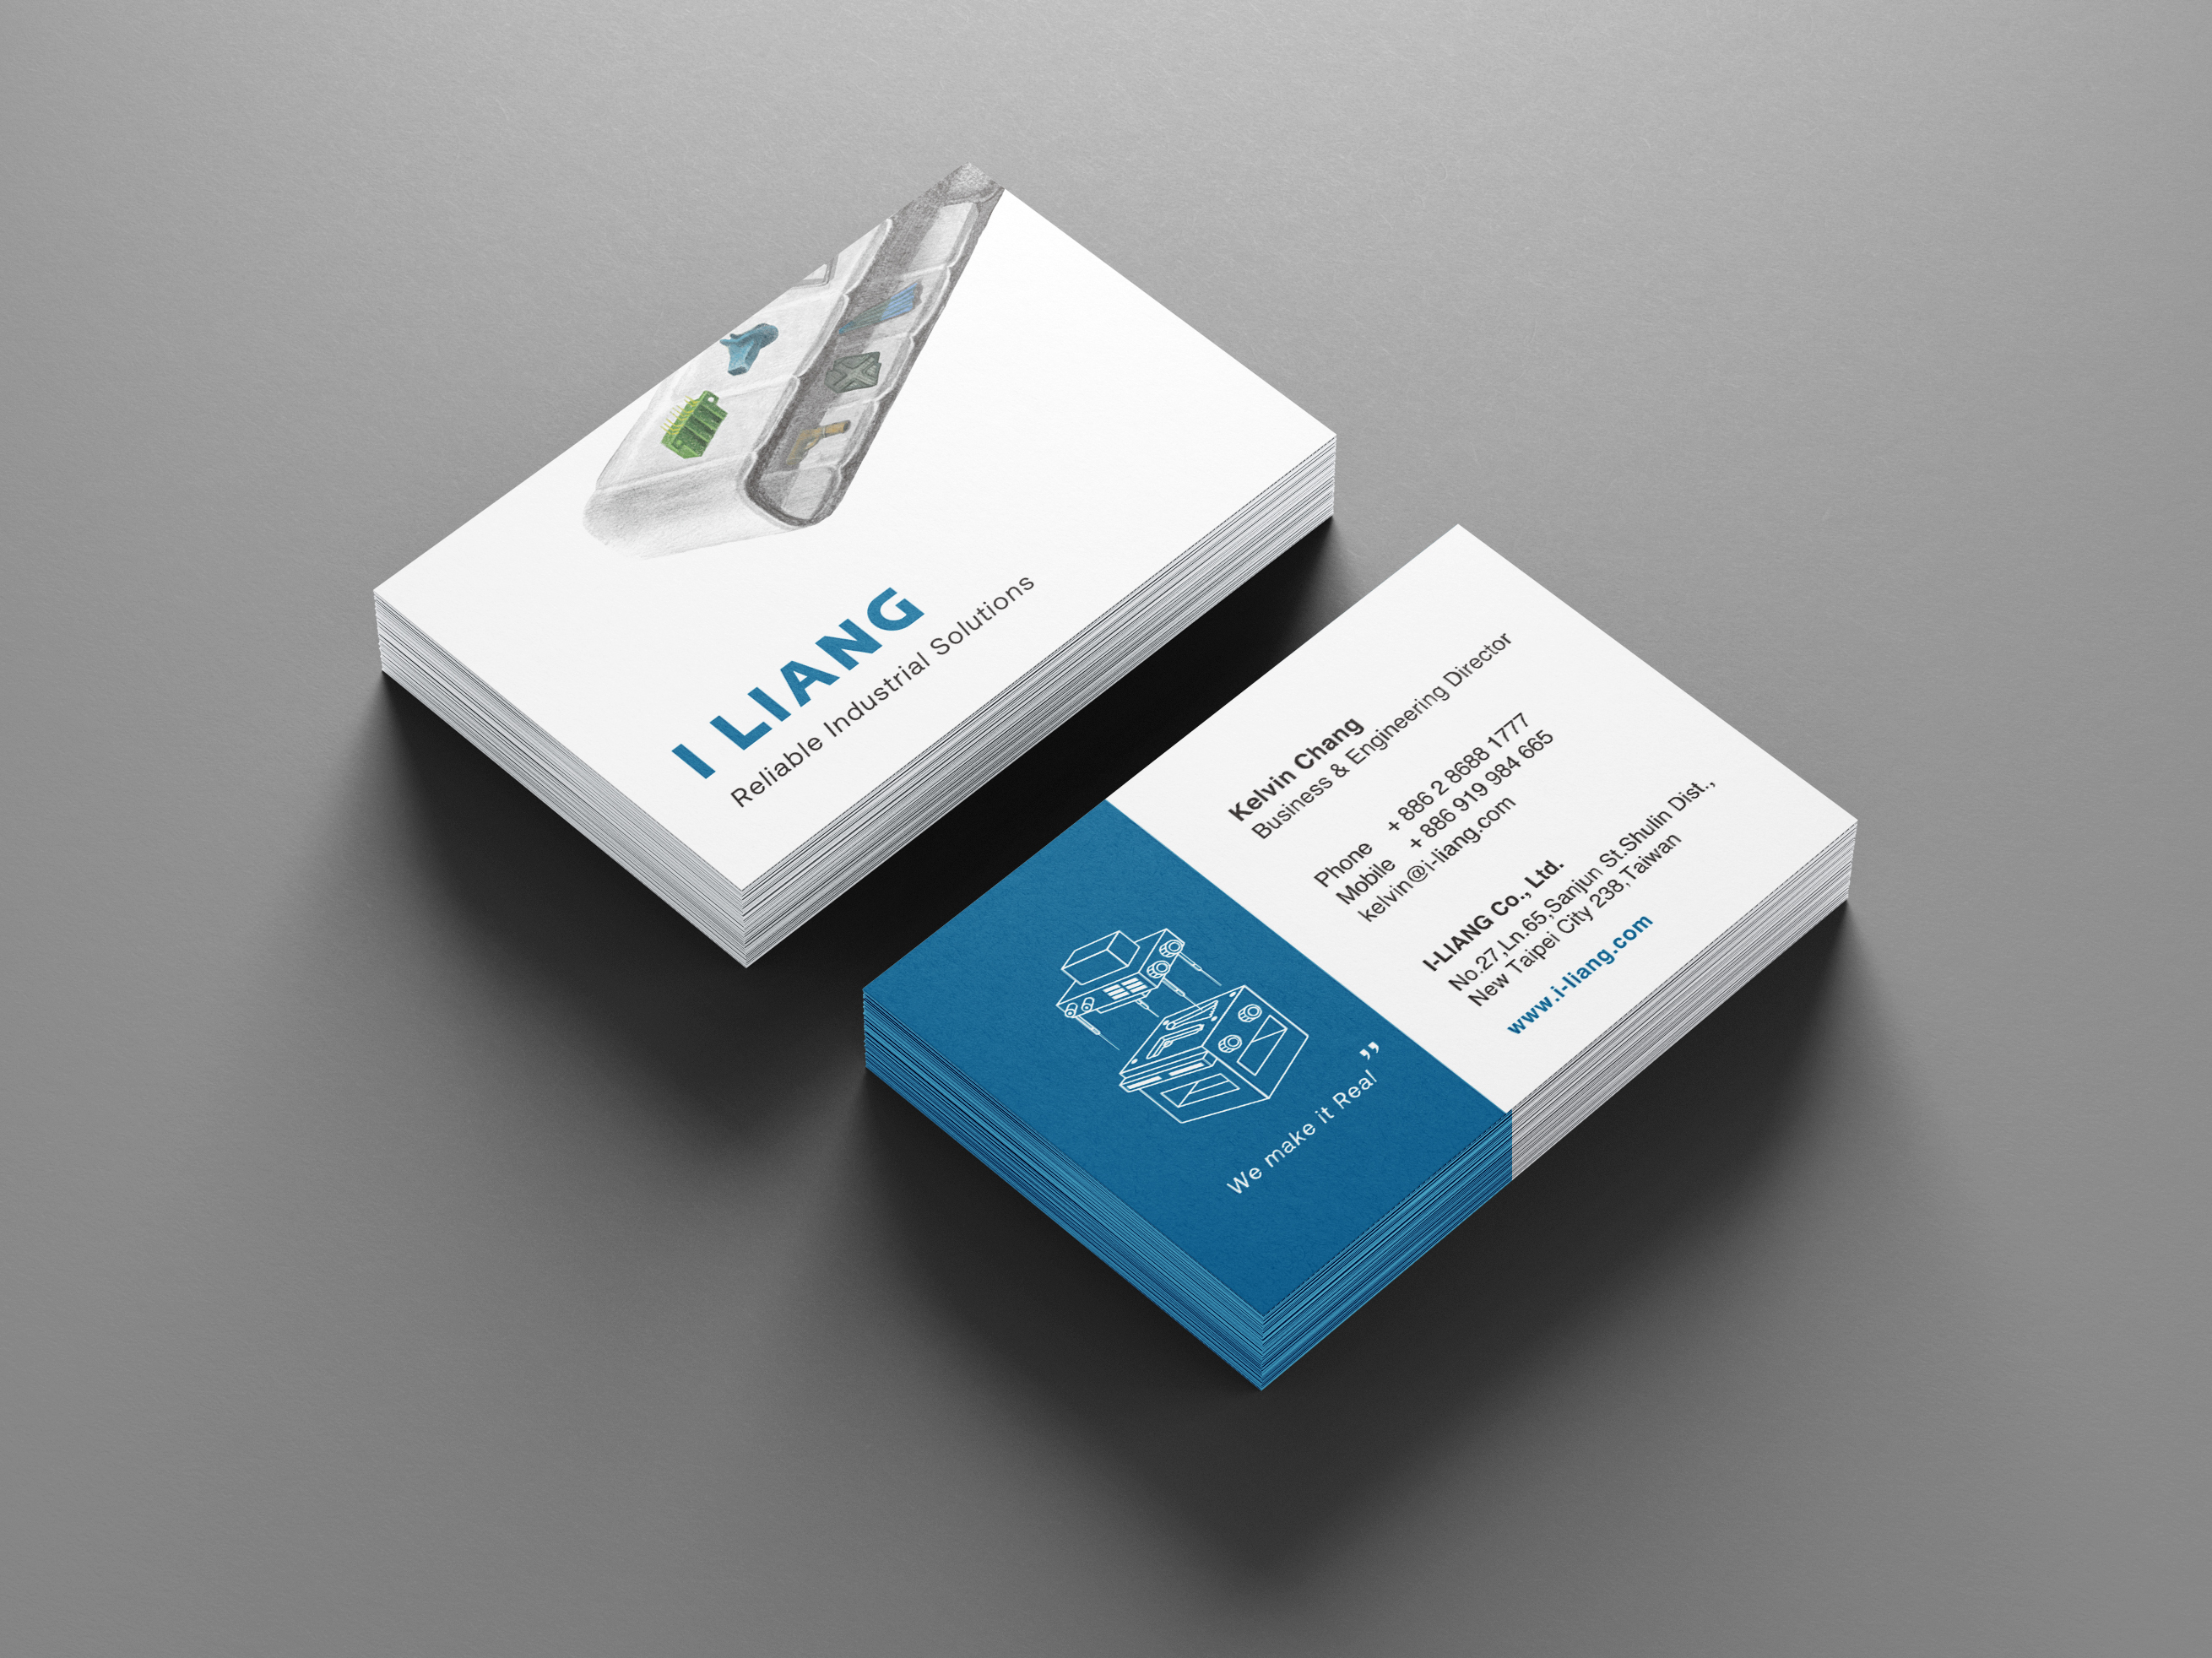 I LIANG
Reliable Industrial Solutions
Kelvin Chang
Business & Engineering Director
Phone + 886 2 8688 1777
Mobile + 886 919 984 665
kelvin@i-liang.com
I-LIANG Co., Ltd.
No.27,Ln.65,Sanjun St.Shulin Dist.,
New Taipei City 238,Taiwan
www.i-liang.com
We make it Real ”